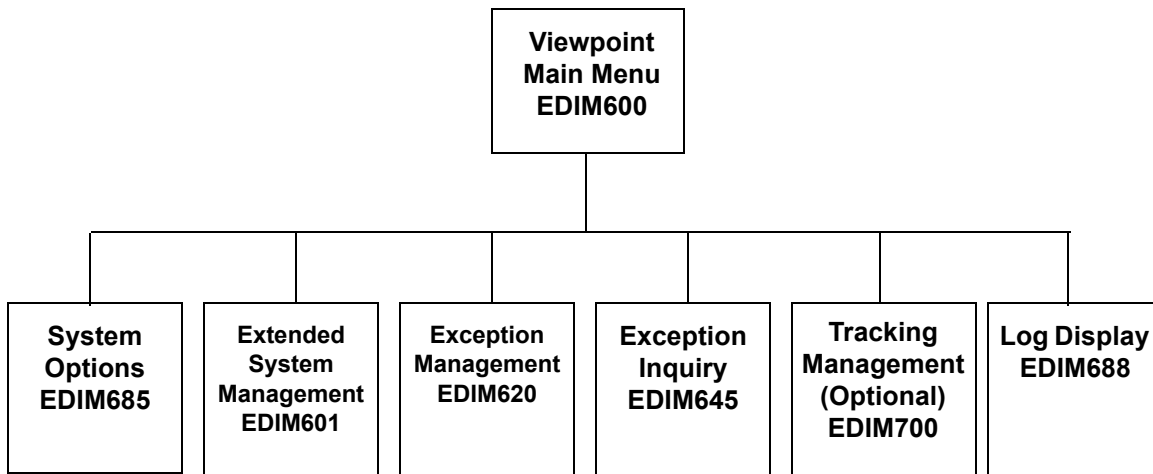 Viewpoint
Main Menu
EDIM600
System
Options
EDIM685
Extended
System
Management
EDIM601
Exception
Management
EDIM620
Exception
Inquiry
EDIM645
Tracking
Management
(Optional)
EDIM700
Log Display
EDIM688